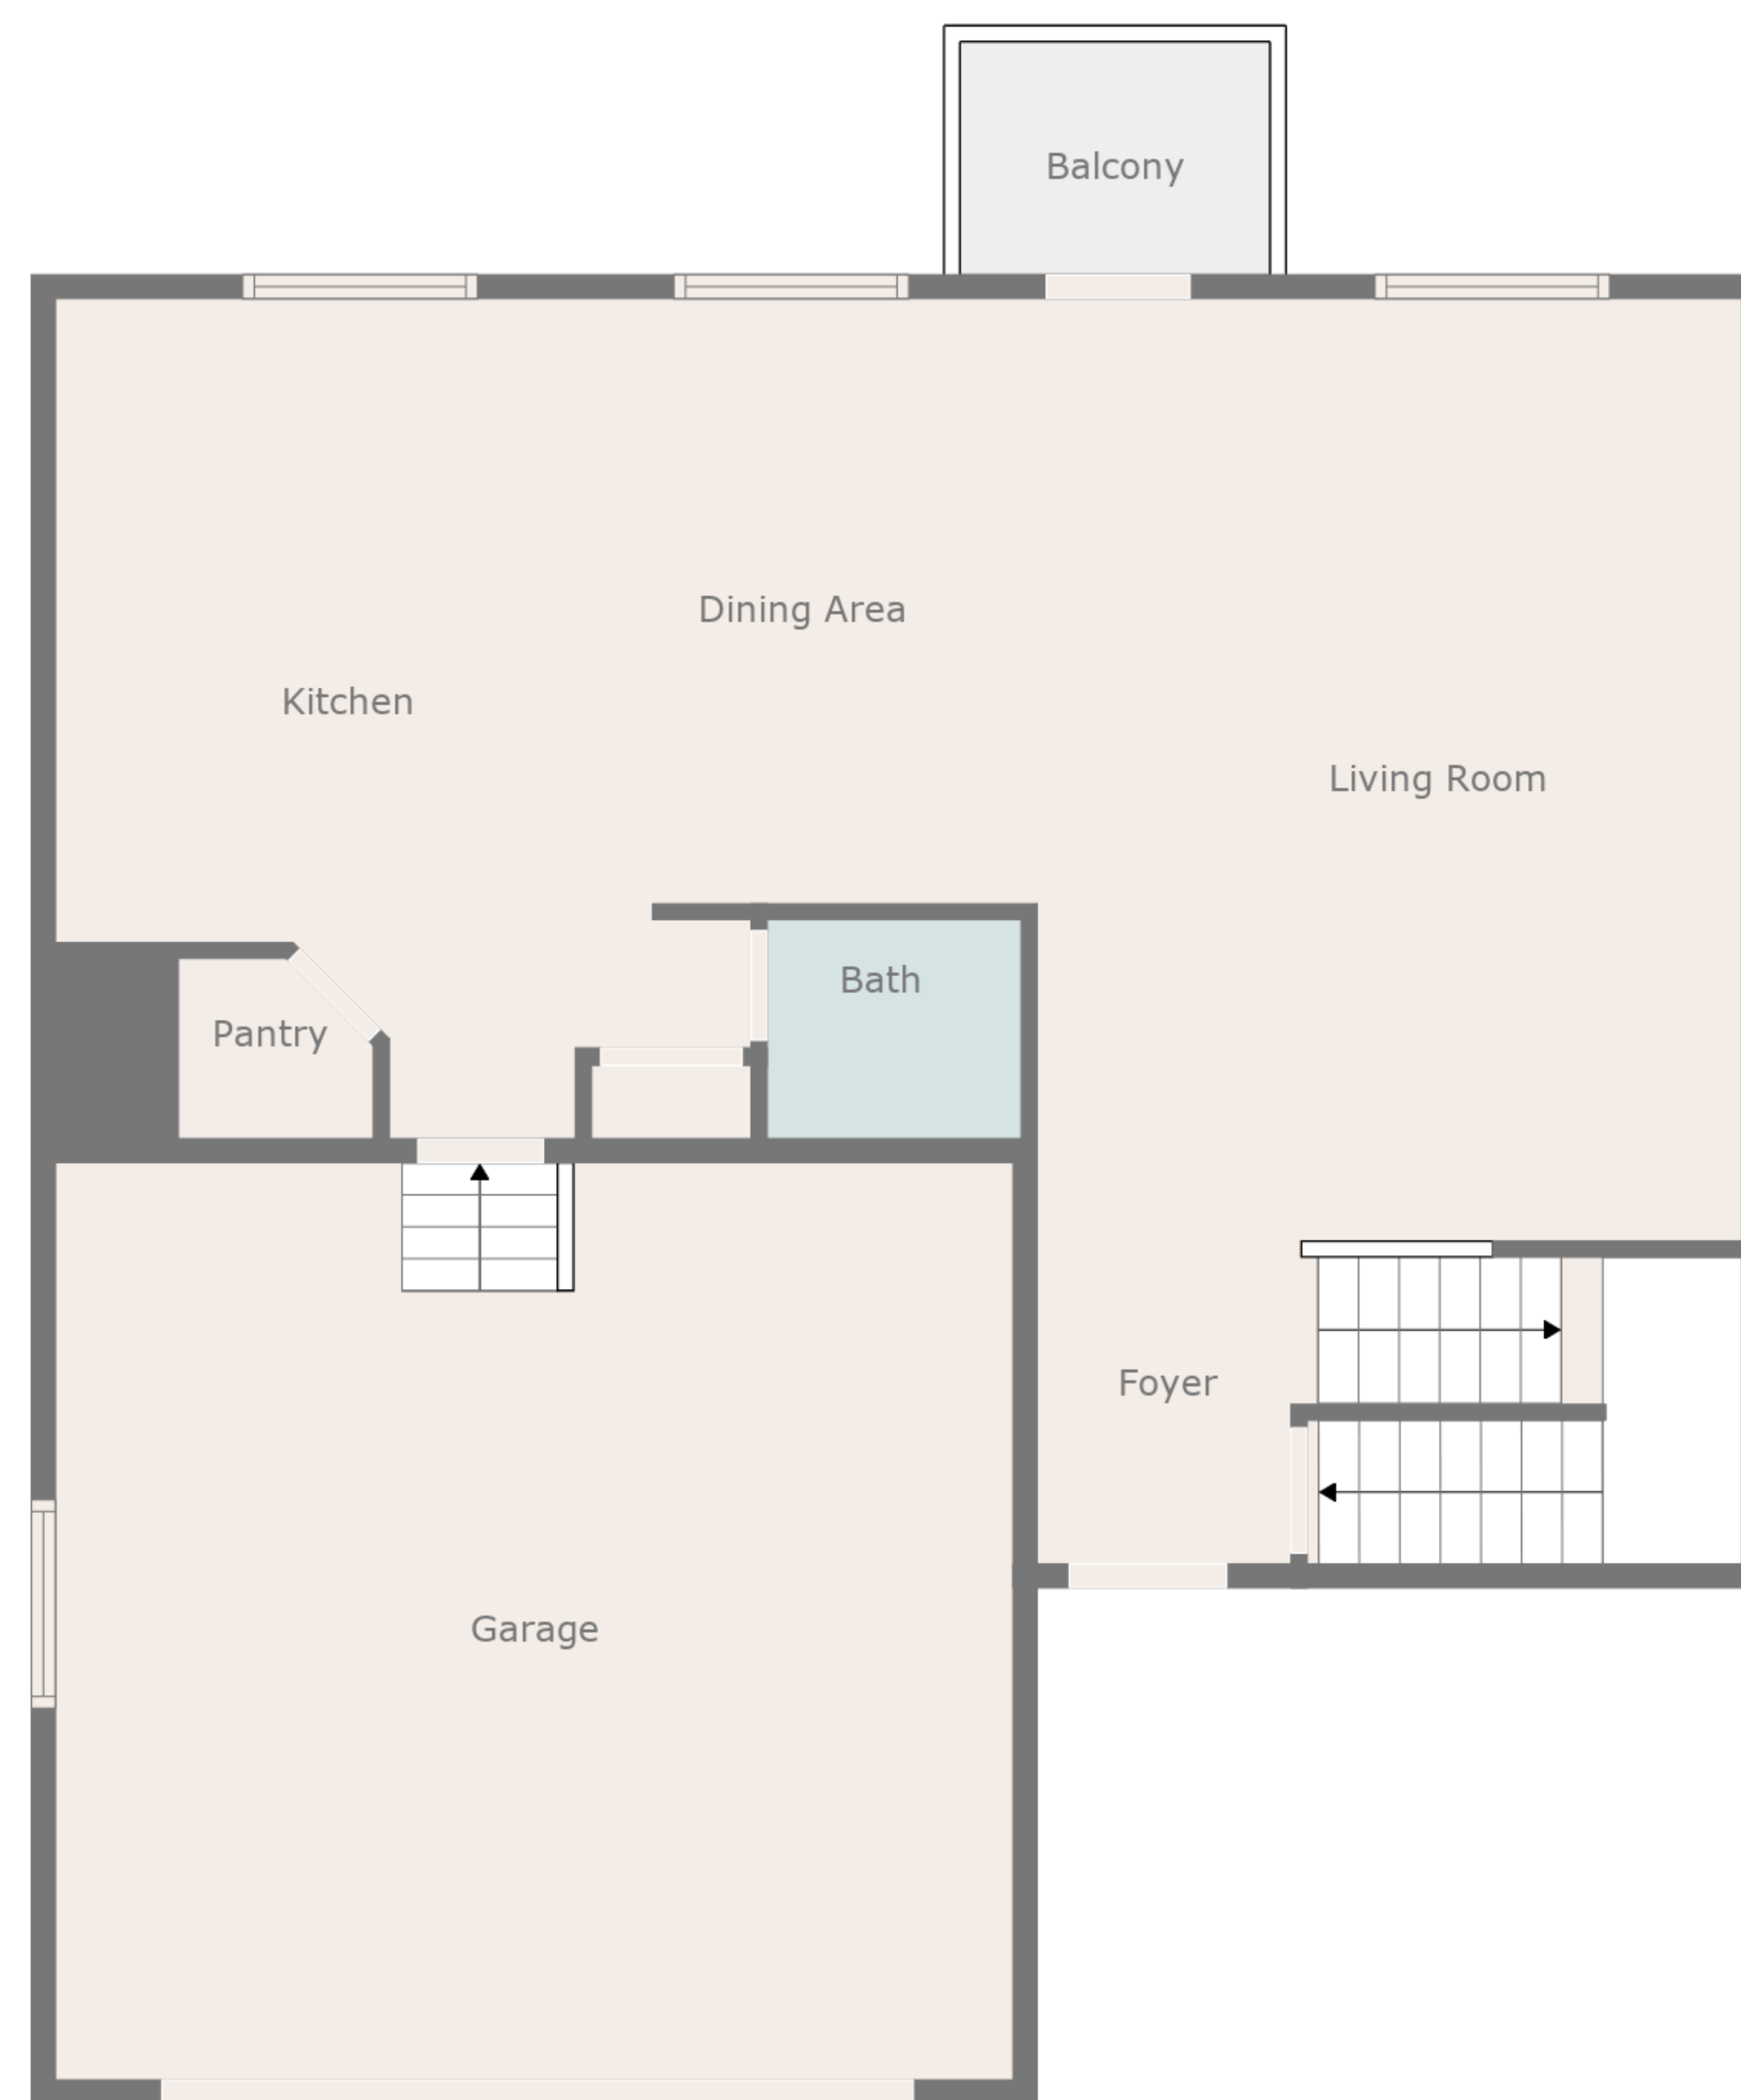 Balcony
Dining Area
Kitchen
Living Room
Bath
Pantry
Foyer
Garage